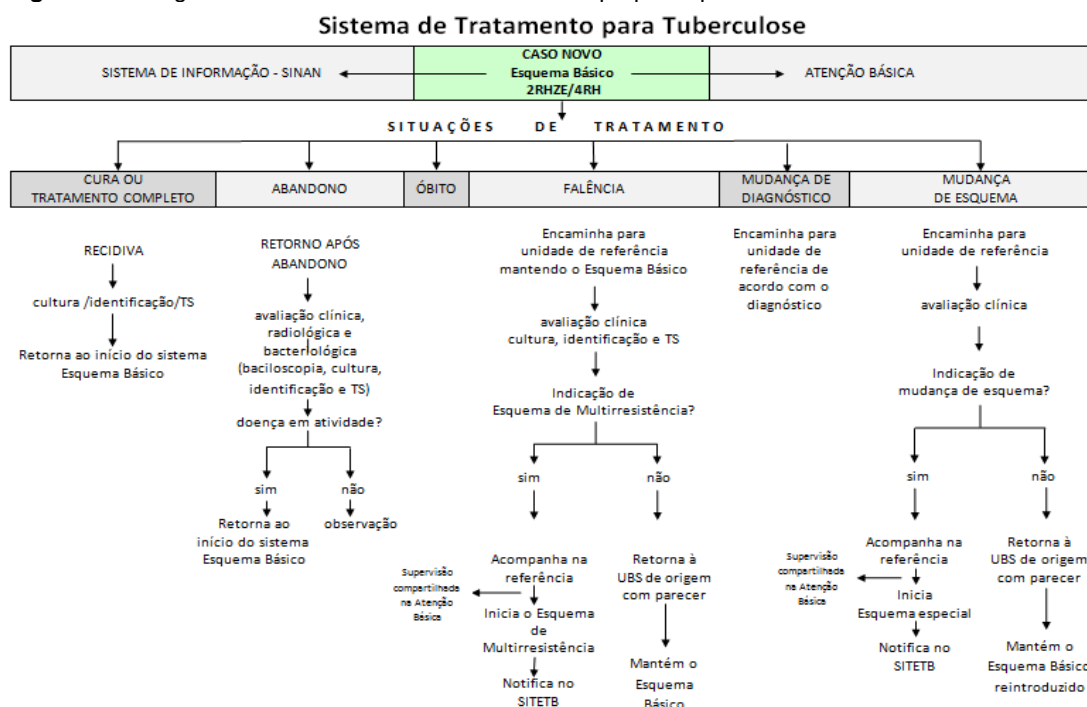 Sistema de Tratamento para Tuberculose
SISTEMA DE INFORMAÇÃO - SINAN
CASO NOVO
Esquema Básico
2RHZE/4RH
ATENÇÃO BÁSICA
SITUAÇÕES DE TRATAMENTO
CURA OU
TRATAMENTO COMPLETO
ABANDONO
ÓBITO
FALÊNCIA
MUDANÇA DE
DIAGNÓSTICO
MUDANÇA
DE ESQUEMA
RECIDIVA
cultura /identificação/TS
Retorna ao início do sistema
Esquema Básico
RETORNO APÓS
ABANDONO
avaliação clínica,
radiológica e
bacteriológica
(baciloscopia, cultura,
identificação e TS)
doença em atividade?
sim
não
Retorna ao
início do sistema
Esquema Básico
observação
Encaminha para
unidade de referência
mantendo o Esquema Básico
avaliação clínica
cultura, identificação e TS
Indicação de
Esquema de Multirresistência?
sim
não
Acompanha na
referência
Supervisão
compartilhada
na Atenção
Básica
Inicia o Esquema
de
Multirresistência
Notifica no
SITETB
Retorna à
UBS de origem
com parecer
Mantém o
Esquema
Básico
Encaminha para
unidade de
referência de
acordo com o
diagnóstico
Encaminha para
unidade de referência
avaliação clínica
Indicação de
mudança de esquema?
sim
não
Acompanha na
referência
Supervisão
compartilhada
na Atenção
Básica
Inicia
Esquema especial
Notifica no
SITETB
Retorna à
UBS de origem
com parecer
Mantém o
Esquema Básico
reintroduzido